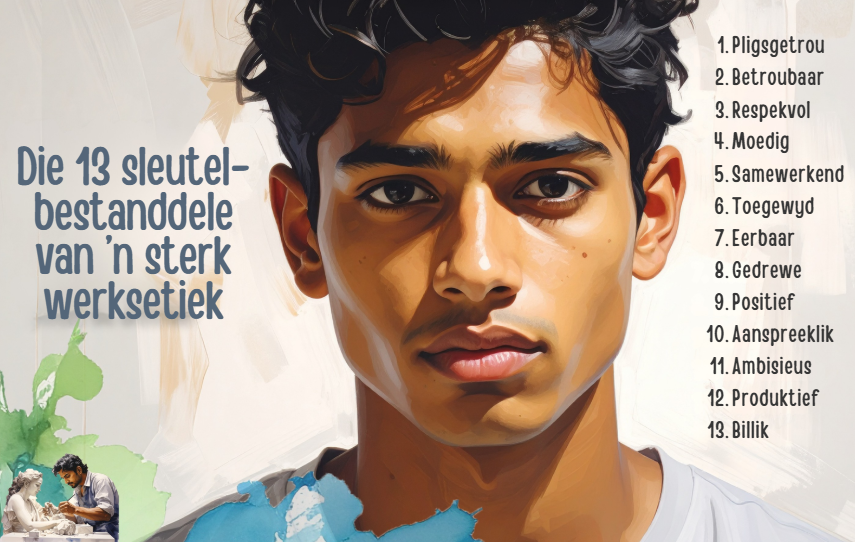 Die 13 sleutel-
bestanddele
van 'n sterk
werksetiek
1. Pligsgetrou
2. Betroubaar
3. Respekvol
4. Moedig
5. Samewerkend
6. Toegewyd
7. Eerbaar
8. Gedrewe
9. Positief
10. Aanspreeklik
11. Ambisieus
12. Produktief
13. Billik